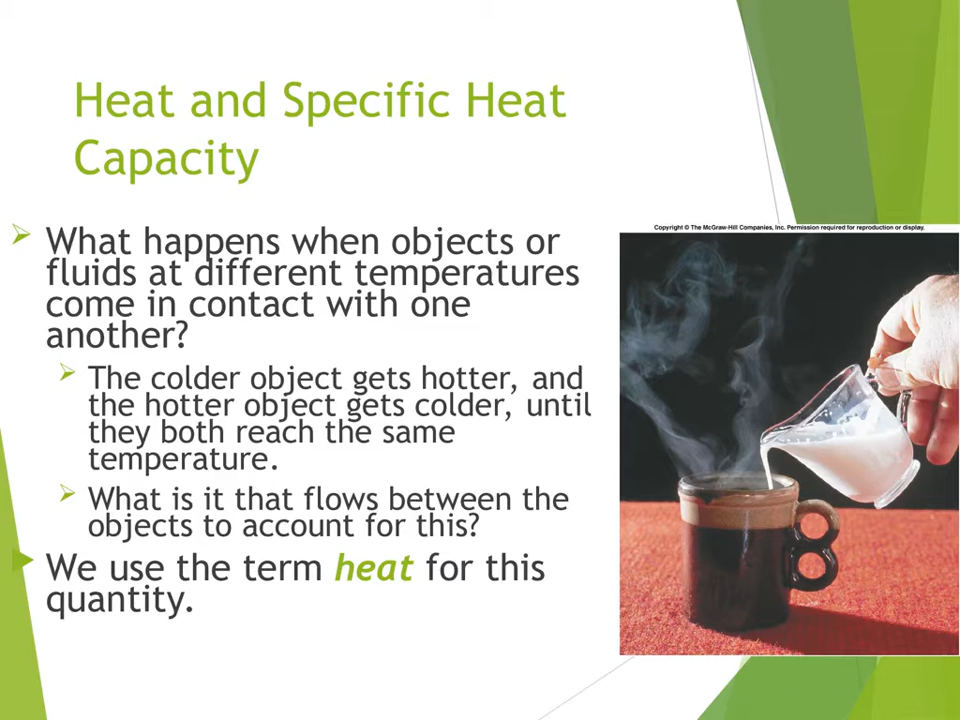 Heat and Specific Heat
Capacity
What happens when objects or
fluids at different temperatures
come in contact with one
another?
The colder object gets hotter, and
the hotter object gets colder, until
they both reach the same
temperature.
What is it that flows between the
objects to account for this?
We use the term heat for this
quantity.
Copyright © The McGraw-Hill Companies, Inc. Permission required for reproduction or display.